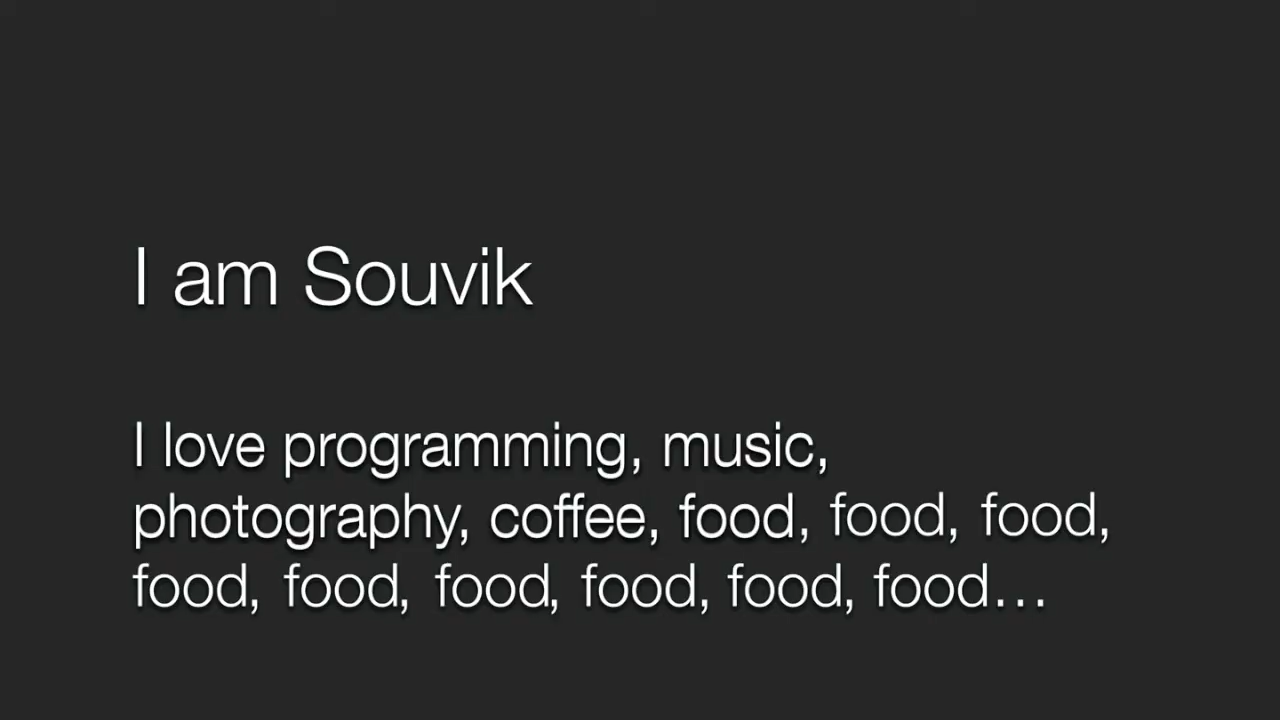 I am Souvik
I love programming, music,
photography, coffee, food, food, food,
food, food, food, food, food, food…